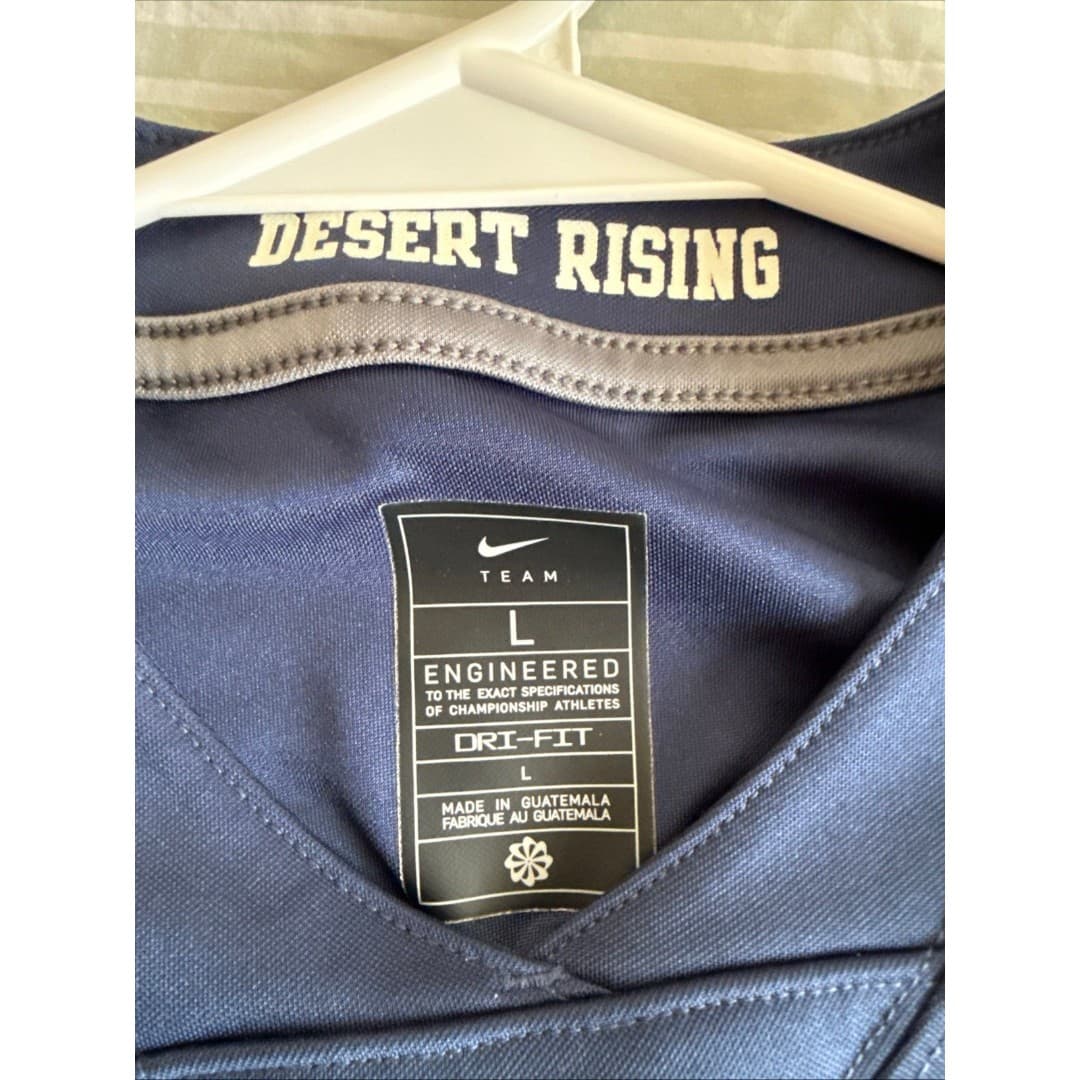 DESERT RISING
TEAM
L
ENGINEERED
TO THE EXACT SPECIFICATIONS
OF CHAMPIONSHIP ATHLETES
DRI-FIT
L
MADE IN GUATEMALA
FABRIQUE AU GUATEMALA